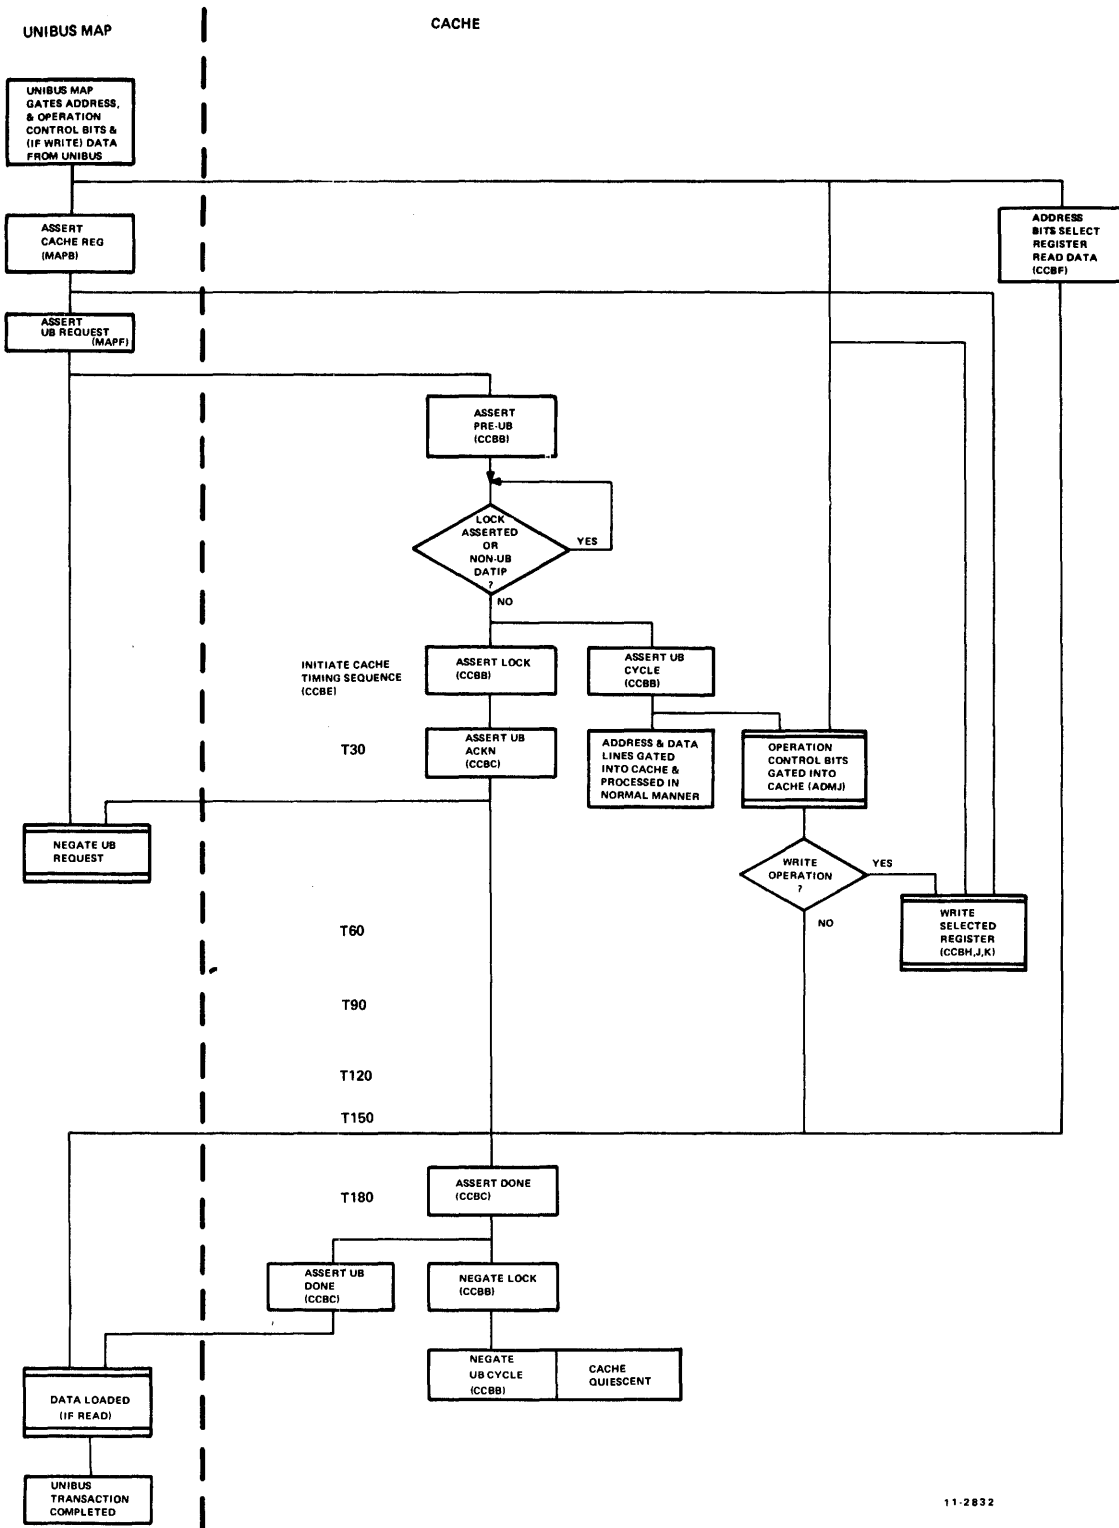 UNIBUS MAP
CACHE
UNIBUS MAP
GATES ADDRESS,
& OPERATION
CONTROL BITS &
(IF WRITE) DATA
FROM UNIBUS
ASSERT
CACHE REG
(MAPB)
ADDRESS
BITS SELECT
REGISTER
READ DATA
(CCBF)
ASSERT
UB REQUEST
(MAPF)
ASSERT
PRE-UB
(CCBB)
LOCK
ASSERTED
OR
NON-UB
DATIP
?
YES
NO
INITIATE CACHE
TIMING SEQUENCE
(CCBE)
ASSERT LOCK
(CCBB)
ASSERT UB
CYCLE
(CCBB)
T30
ASSERT UB
ACKN
(CCBC)
ADDRESS & DATA
LINES GATED
INTO CACHE &
PROCESSED IN
NORMAL MANNER
OPERATION
CONTROL BITS
GATED INTO
CACHE (ADMJ)
NEGATE UB
REQUEST
WRITE
OPERATION
?
YES
NO
WRITE
SELECTED
REGISTER
(CCBH,J,K)
T60
T90
T120
T150
ASSERT DONE
(CCBC)
T180
ASSERT UB
DONE
(CCBC)
NEGATE LOCK
(CCBB)
NEGATE
UB CYCLE
(CCBB)
CACHE
QUIESCENT
DATA LOADED
(IF READ)
UNIBUS
TRANSACTION
COMPLETED
11-2832